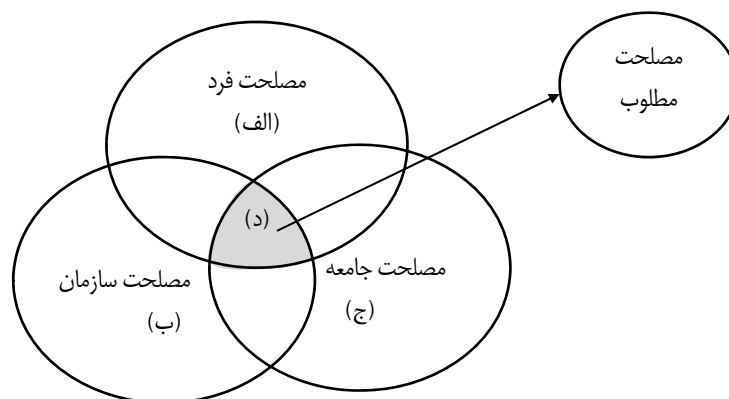 مصلحت
مطلوب
مصلحت فرد
(الف)
(د)
مصلحت جامعه
(ج)
مصلحت سازمان
(ب)